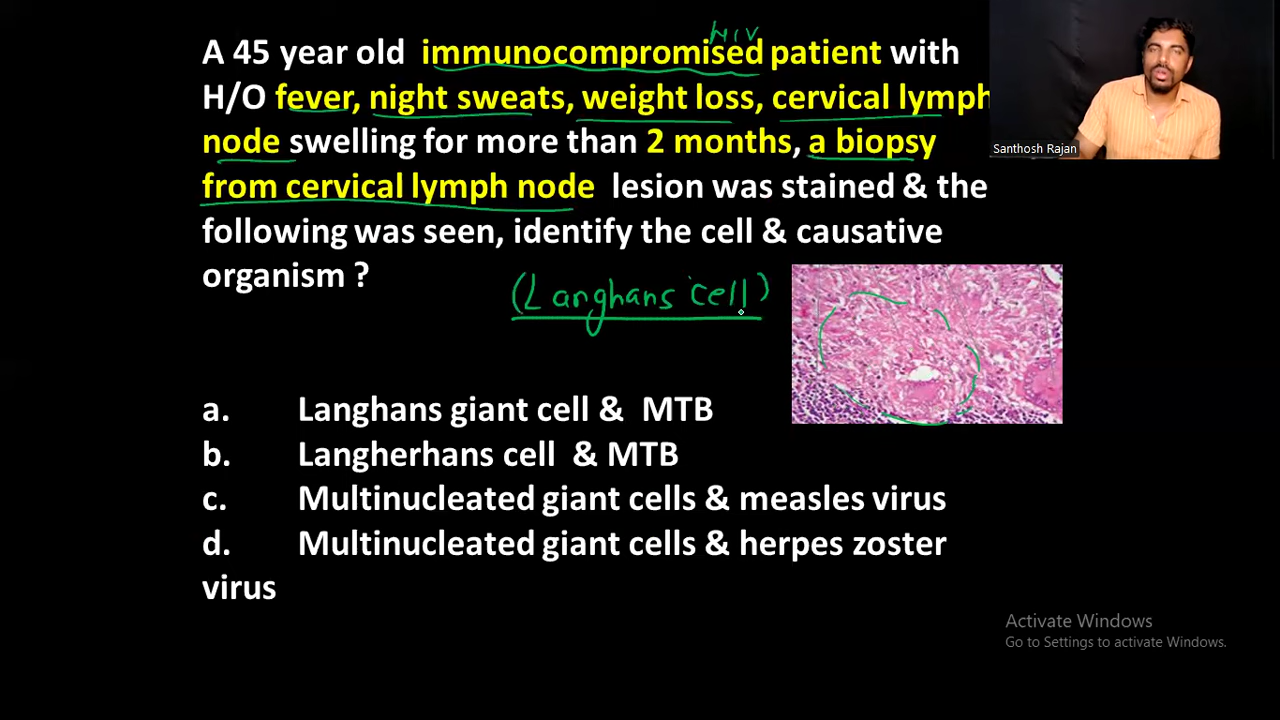 HIV
A 45 year old immunocompromised patient with
H/O fever, night sweats, weight loss, cervical lymph
node swelling for more than 2 months, a biopsy
from cervical lymph node lesion was stained & the
following was seen, identify the cell & causative
organism ?
(Langhans cell)
a. Langhans giant cell & MTB
b. Langherhans cell & MTB
c. Multinucleated giant cells & measles virus
d. Multinucleated giant cells & herpes zoster
virus
Santhosh Rajan
Activate Windows
Go to Settings to activate Windows.